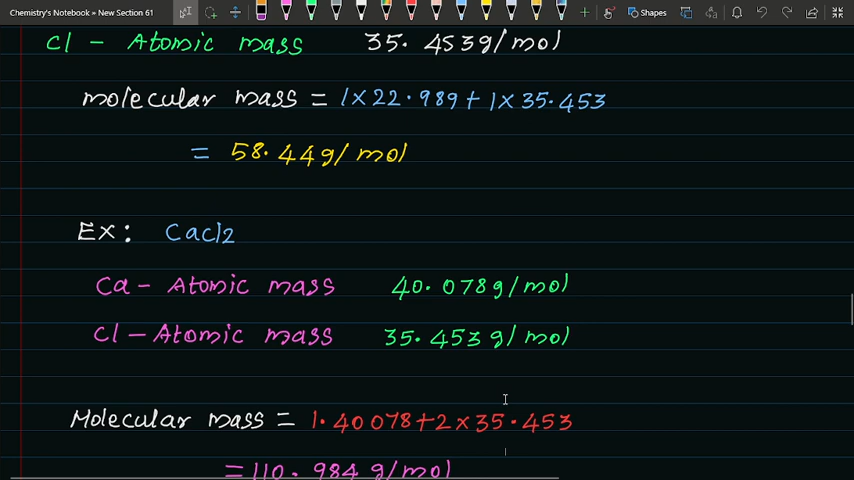 Chemistry's Notebook » New Section 61
Shapes
Cl - Atomic mass 35.453g/mol
molecular mass = 1×22.989+1×35.453
= 58.44g/mol
Ex: CaCl2
Ca- Atomic mass 40.078g/mol
Cl-Atomic mass 35.453g/mol
Molecular mass = 1.40078+2×35.453
=110.984g/mol